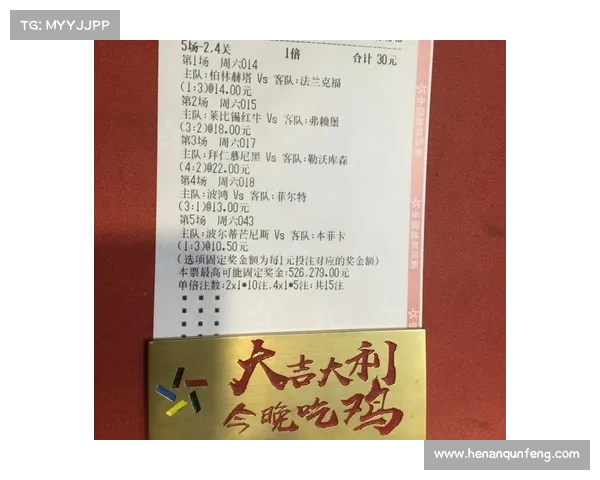 TG: MYYJJPP
5场-2,4关 1倍 合计 30元
第1场 周六014
主队:柏林赫塔 Vs 客队:法兰克福
(1:3)@14.00元
第2场 周六015
主队:莱比锡红牛 Vs 客队:弗赖堡
(3:2)@18.00元
第3场 周六017
主队:拜仁慕尼黑 Vs 客队:勒沃库森
(4:2)@22.00元
第4场 周六018
主队:波鸿 Vs 客队:菲尔特
(3:1)@13.00元
第5场 周六043
主队:波尔蒂芒尼斯 Vs 客队:本菲卡
(1:3)@10.50元
(选项固定奖金额为每1元投注对应的奖金额)
本票最高可能固定奖金:526,279.00元
单倍注数:2x1*10注,4x1*5注;共15注
中国体育彩票
大吉大利
今晚吃鸡
www.henanqunfeng.com